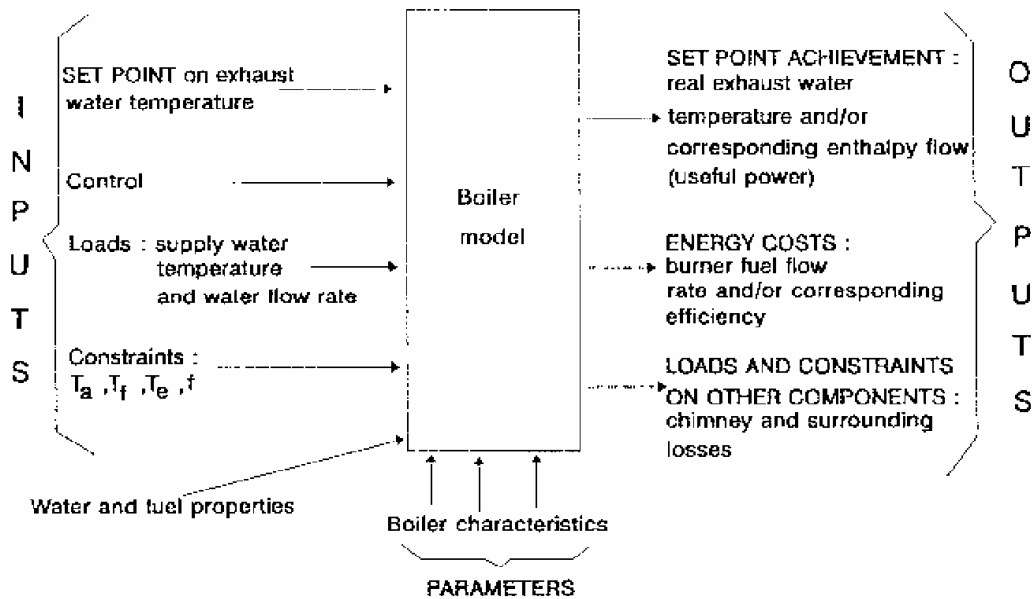 INPUTS
SET POINT on exhaust
water temperature
Control
Loads : supply water
temperature
and water flow rate
Constraints :
Ta ,Tf ,Te ,f
Water and fuel properties
Boiler
model
Boiler characteristics
PARAMETERS
SET POINT ACHIEVEMENT :
real exhaust water
temperature and/or
corresponding enthalpy flow
(useful power)
ENERGY COSTS :
burner fuel flow
rate and/or corresponding
efficiency
LOADS AND CONSTRAINTS
ON OTHER COMPONENTS :
chimney and surrounding
losses
OUTPUTS